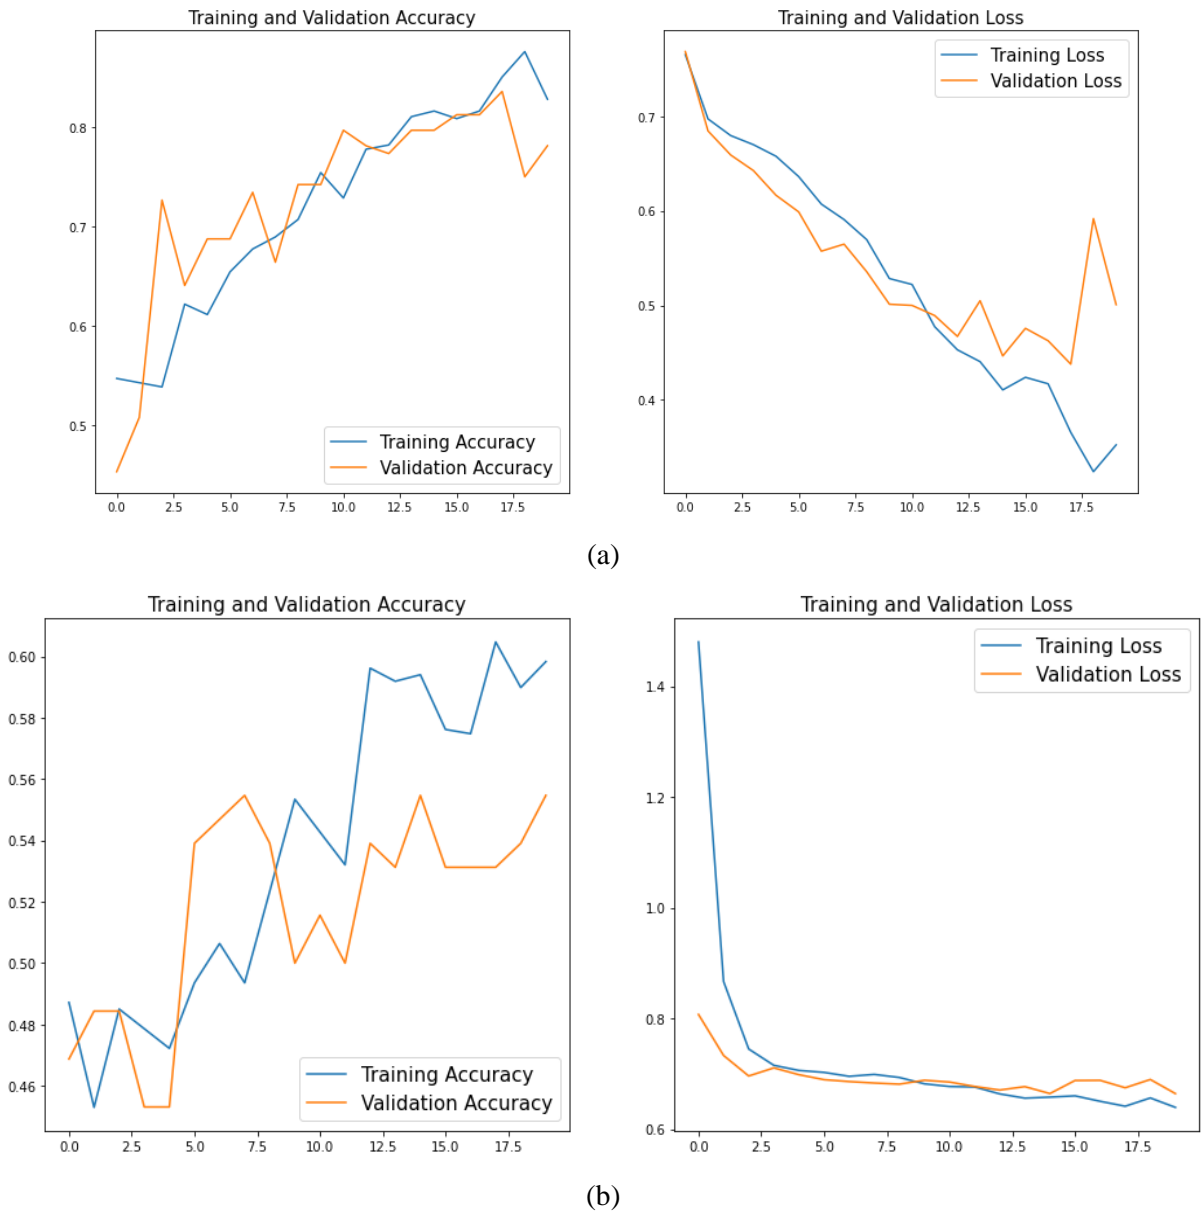 Training and Validation Accuracy
0.8
0.7
0.6
0.5
Training Accuracy
Validation Accuracy
0.0 2.5 5.0 7.5 10.0 12.5 15.0 17.5
Training and Validation Loss
Training Loss
Validation Loss
0.7
0.6
0.5
0.4
0.0 2.5 5.0 7.5 10.0 12.5 15.0 17.5
(a)
Training and Validation Accuracy
0.60
0.58
0.56
0.54
0.52
0.50
0.48
0.46
Training Accuracy
Validation Accuracy
0.0 2.5 5.0 7.5 10.0 12.5 15.0 17.5
Training and Validation Loss
Training Loss
Validation Loss
1.4
1.2
1.0
0.8
0.6
0.0 2.5 5.0 7.5 10.0 12.5 15.0 17.5
(b)